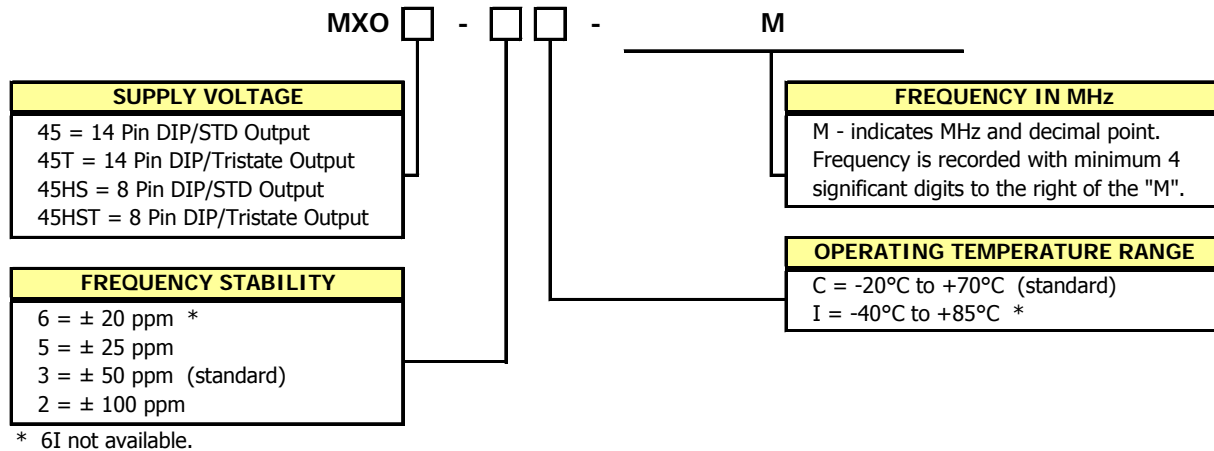 MXO - - M
SUPPLY VOLTAGE
45 = 14 Pin DIP/STD Output
45T = 14 Pin DIP/Tristate Output
45HS = 8 Pin DIP/STD Output
45HST = 8 Pin DIP/Tristate Output
FREQUENCY IN MHz
M - indicates MHz and decimal point.
Frequency is recorded with minimum 4
significant digits to the right of the "M".
FREQUENCY STABILITY
6 = ± 20 ppm *
5 = ± 25 ppm
3 = ± 50 ppm (standard)
2 = ± 100 ppm
OPERATING TEMPERATURE RANGE
C = -20°C to +70°C (standard)
I = -40°C to +85°C *
* 6I not available.